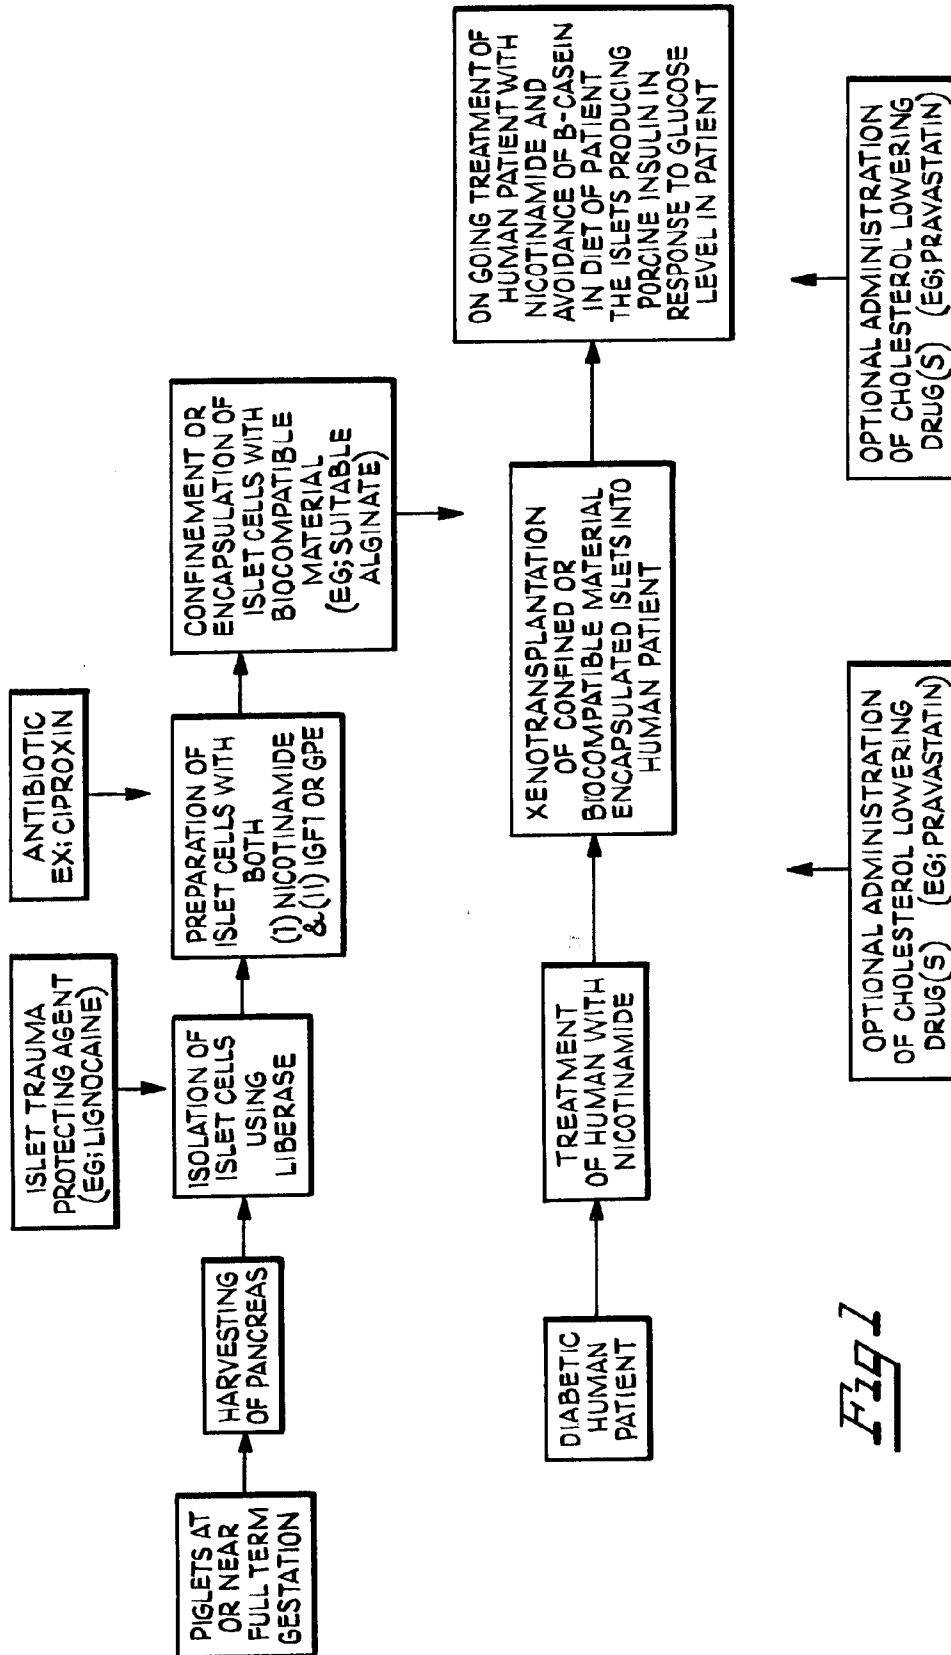 ISLET TRAUMA
PROTECTING AGENT
(EG; LIGNOCAINE)
ANTIBIOTIC
EX; CIPROXIN
PIGLETS AT
OR NEAR
FULL TERM
GESTATION
HARVESTING
OF PANCREAS
ISOLATION OF
ISLET CELLS
USING
LIBERASE
PREPARATION OF
ISLET CELLS WITH
BOTH
(I) NICOTINAMIDE
& (II) IGF1 OR GPE
CONFINEMENT OR
ENCAPSULATION OF
ISLET CELLS WITH
BIOCOMPATIBLE
MATERIAL
(EG; SUITABLE
ALGINATE)
DIABETIC
HUMAN
PATIENT
TREATMENT
OF HUMAN WITH
NICOTINAMIDE
XENOTRANSPLANTATION
OF CONFINED OR
BIOCOMPATIBLE MATERIAL
ENCAPSULATED ISLETS INTO
HUMAN PATIENT
ON GOING TREATMENT OF
HUMAN PATIENT WITH
NICOTINAMIDE AND
AVOIDANCE OF B-CASEIN
IN DIET OF PATIENT
THE ISLETS PRODUCING
PORCINE INSULIN IN
RESPONSE TO GLUCOSE
LEVEL IN PATIENT
OPTIONAL ADMINISTRATION
OF CHOLESTEROL LOWERING
DRUG(S) (EG; PRAVASTATIN)
OPTIONAL ADMINISTRATION
OF CHOLESTEROL LOWERING
DRUG(S) (EG; PRAVASTATIN)
Fig 1